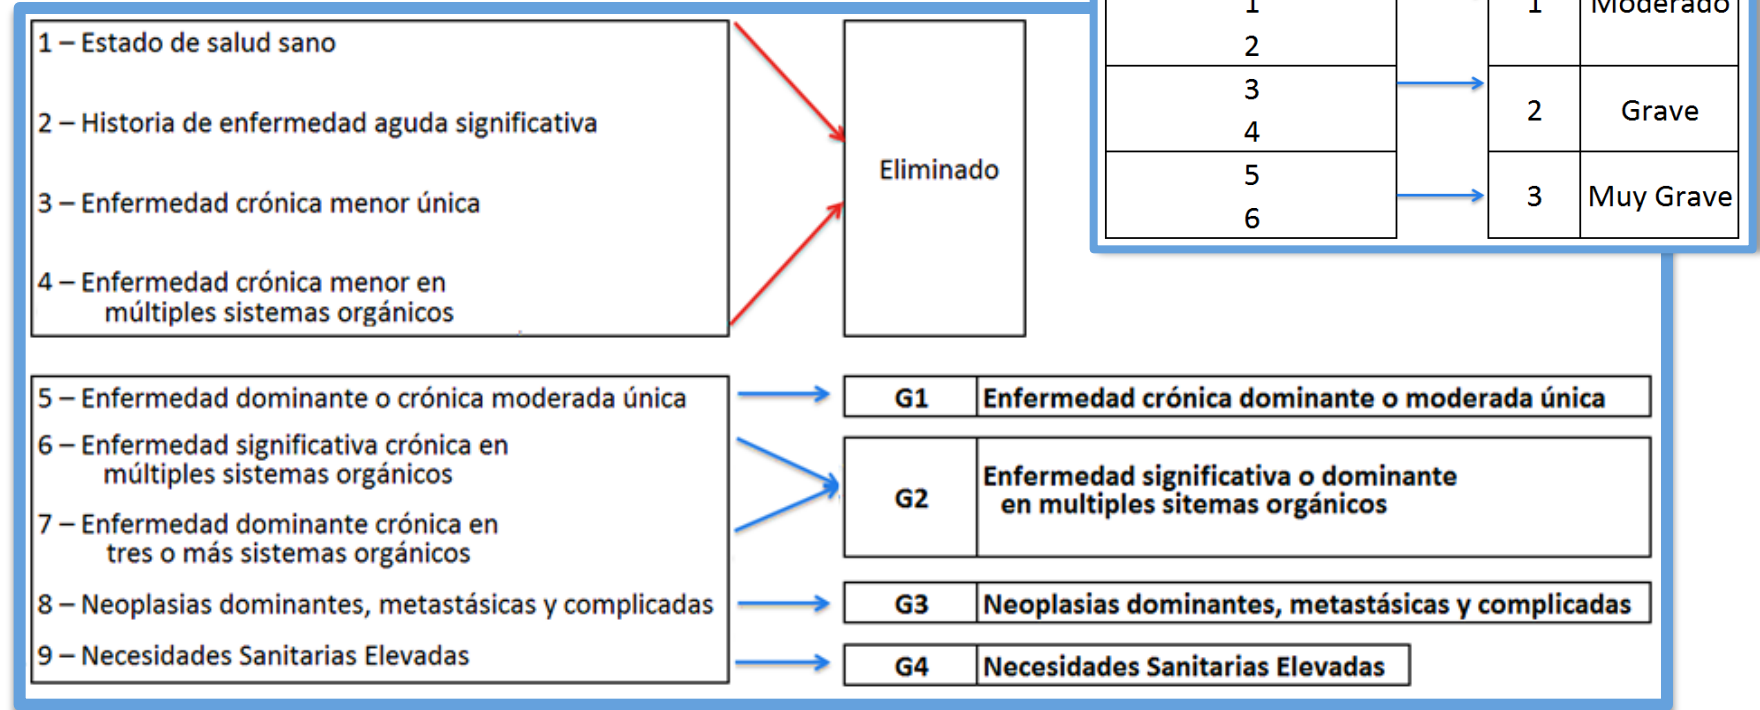 1 – Estado de salud sano
2 – Historia de enfermedad aguda significativa
3 – Enfermedad crónica menor única
4 – Enfermedad crónica menor en
múltiples sistemas orgánicos
Eliminado
1
2
3
4
5
6
1 Moderado
2 Grave
3 Muy Grave
5 – Enfermedad dominante o crónica moderada única
6 – Enfermedad significativa crónica en
múltiples sistemas orgánicos
7 – Enfermedad dominante crónica en
tres o más sistemas orgánicos
8 – Neoplasias dominantes, metastásicas y complicadas
9 – Necesidades Sanitarias Elevadas
G1 Enfermedad crónica dominante o moderada única
G2 Enfermedad significativa o dominante
en multiples sitemas orgánicos
G3 Neoplasias dominantes, metastásicas y complicadas
G4 Necesidades Sanitarias Elevadas